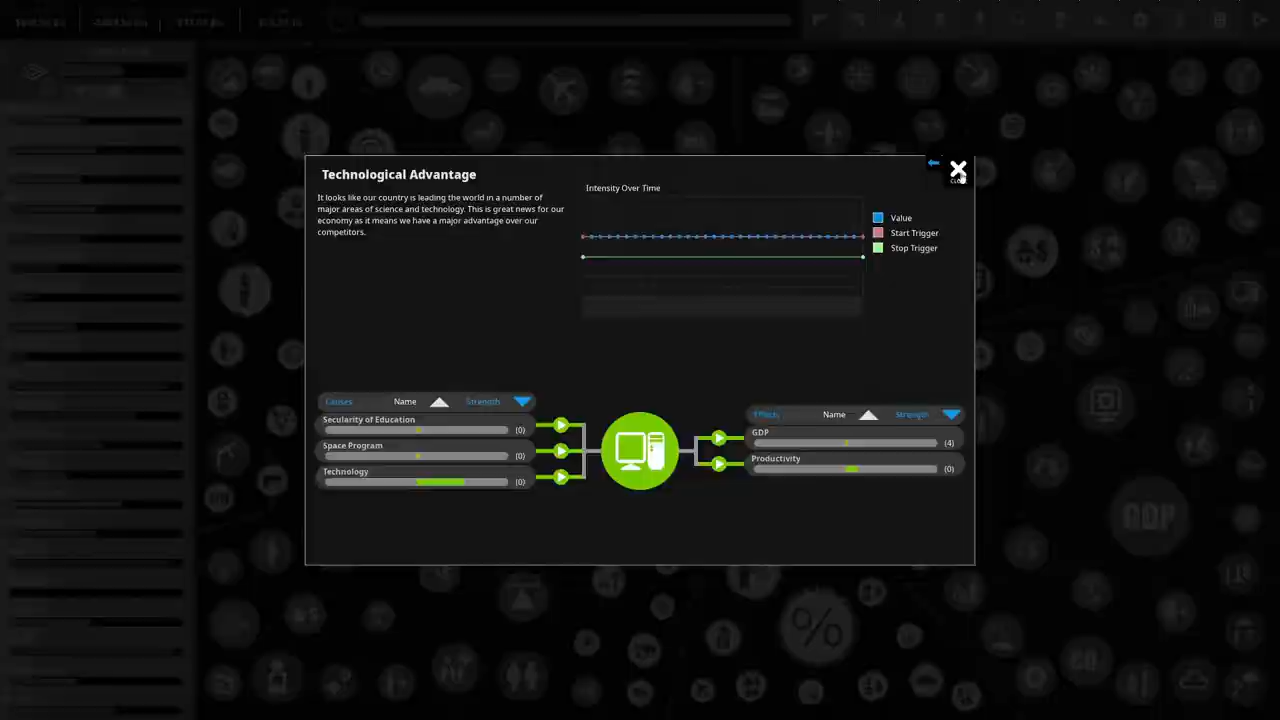 Technological Advantage
It looks like our country is leading the world in a number of
major areas of science and technology. This is great news for our
economy as it means we have a major advantage over our
competitors.
Intensity Over Time
Value
Start Trigger
Stop Trigger
Causes Name Strength
Secularity of Education
(0)
Space Program
(0)
Technology
(0)
Effects Name Strength
GDP
(4)
Productivity
(0)
GDP
%